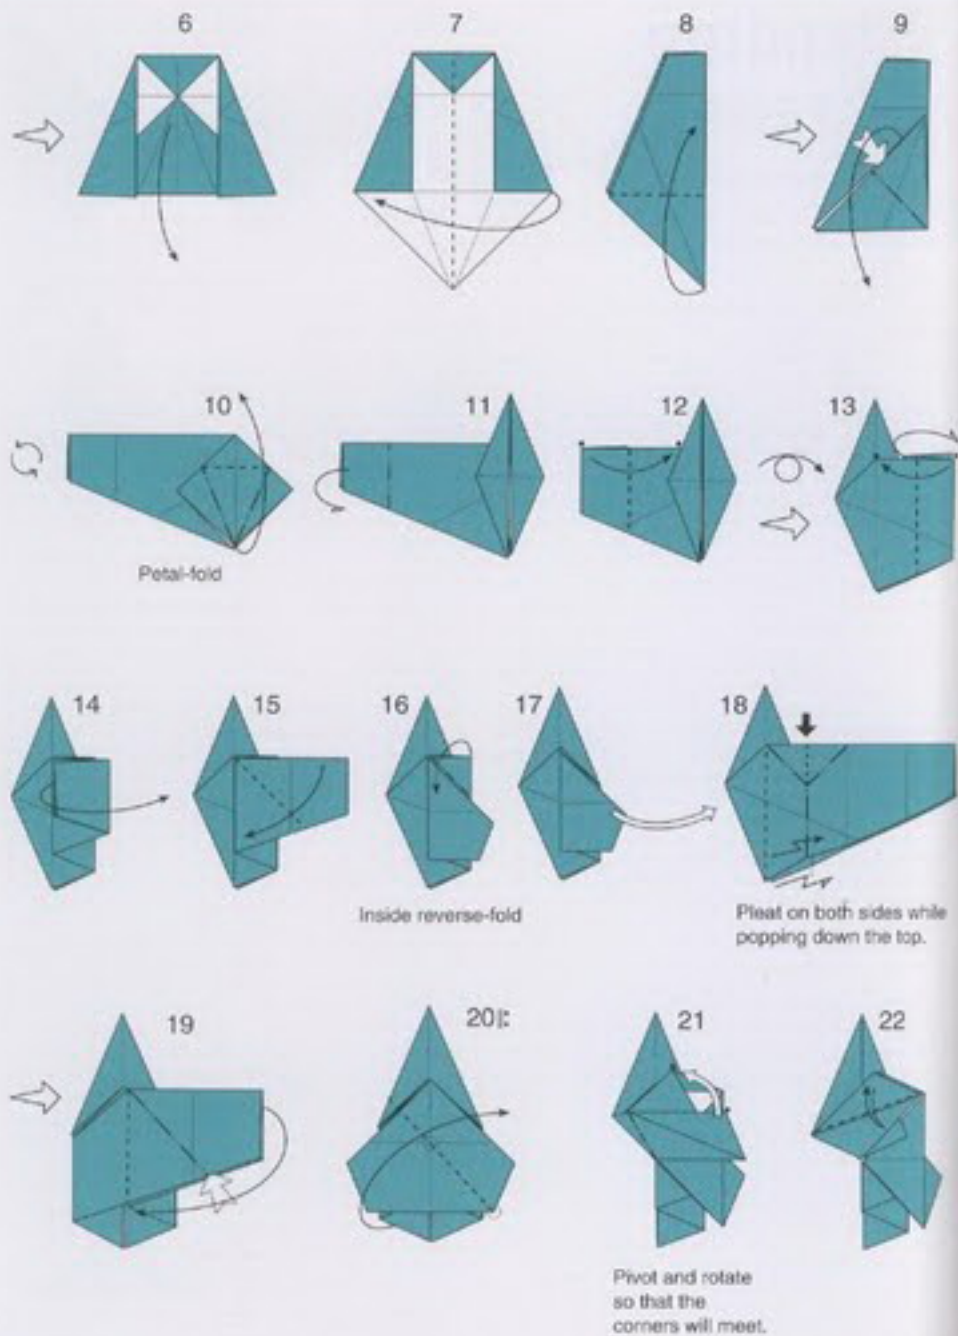 6 7 8 9
10 11 12 13
Petal-fold
14 15 16 17 18
Inside reverse-fold
Pleat on both sides while
popping down the top.
19 20 21 22
Pivot and rotate
so that the
corners will meet.